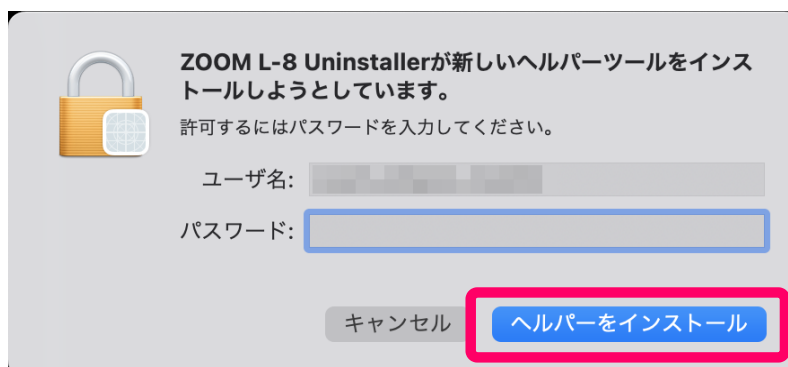 ZOOM L-8 Uninstallerが新しいヘルパーツールをインス
トールしようとしています。
許可するにはパスワードを入力してください。
ユーザ名:
パスワード:
キャンセル
ヘルパーをインストール